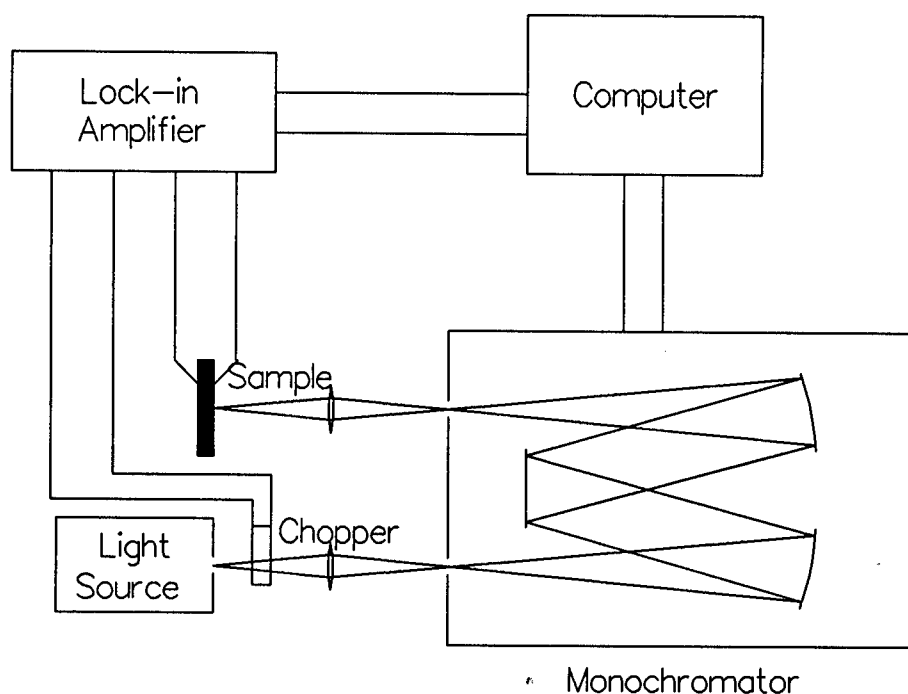 Lock-in
Amplifier
Computer
Sample
Chopper
Light
Source
Monochromator